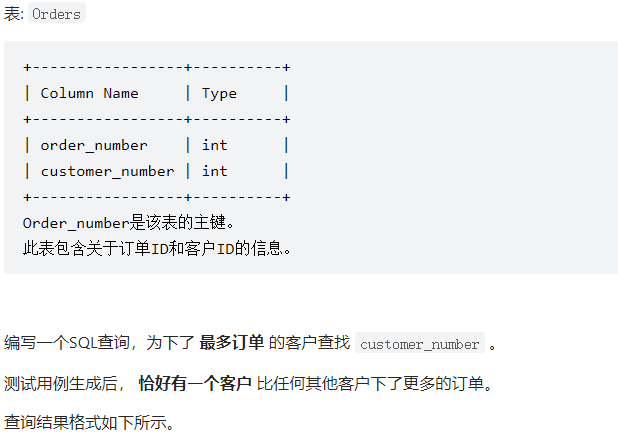 表: Orders
+-----------------+----------+
| Column Name     | Type     |
+-----------------+----------+
| order_number    | int      |
| customer_number | int      |
+-----------------+----------+
Order_number是该表的主键。
此表包含关于订单ID和客户ID的信息。
编写一个SQL查询，为下了 最多订单 的客户查找 customer_number 。
测试用例生成后， 恰好有一个客户 比任何其他客户下了更多的订单。
查询结果格式如下所示。